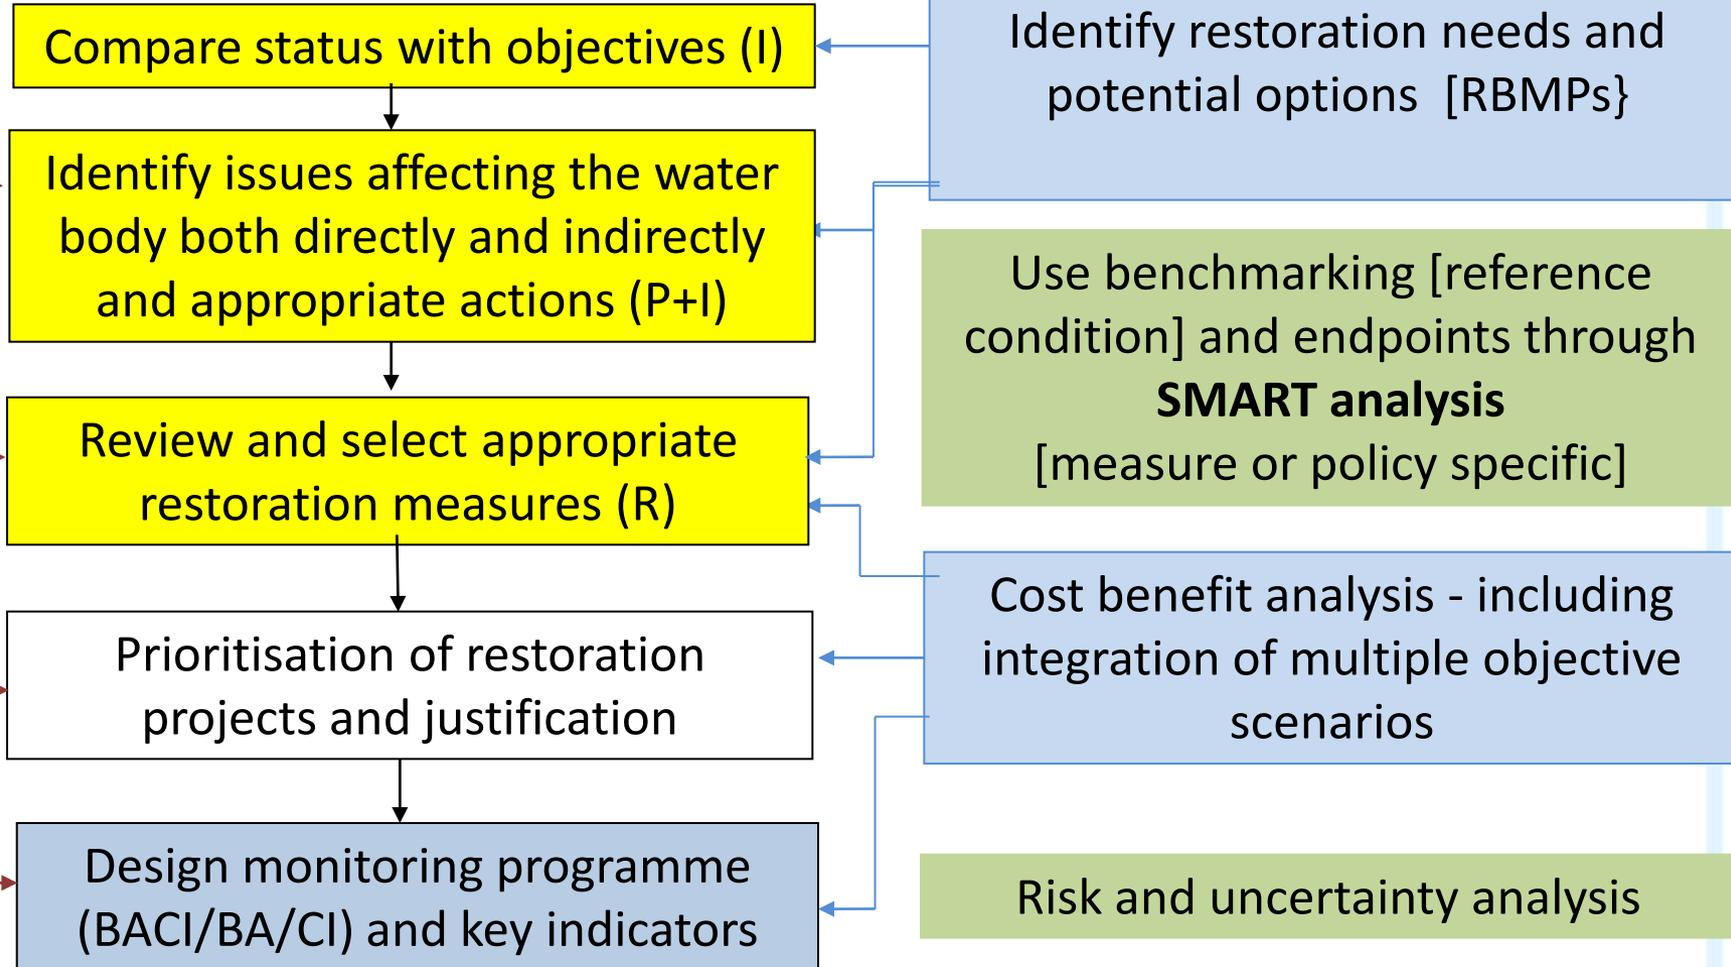 Compare status with objectives (I)
Identify issues affecting the water
body both directly and indirectly
and appropriate actions (P+I)
Review and select appropriate
restoration measures (R)
Prioritisation of restoration
projects and justification
Design monitoring programme
(BACI/BA/CI) and key indicators
Identify restoration needs and
potential options  [RBMPs}
Use benchmarking [reference
condition] and endpoints through
SMART analysis
[measure or policy specific]
Cost benefit analysis - including
integration of multiple objective
scenarios
Risk and uncertainty analysis